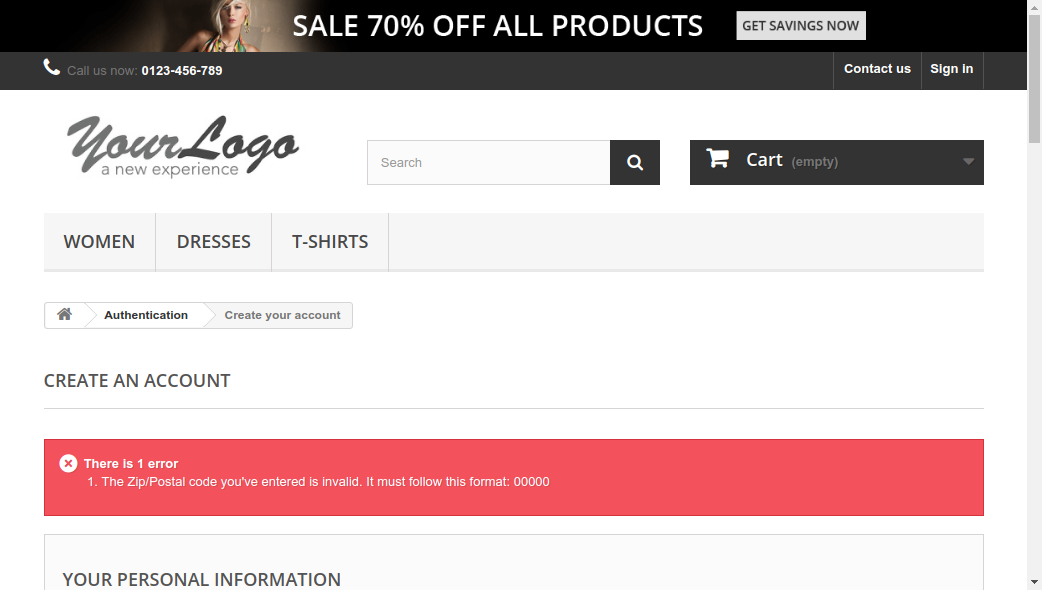 SALE 70% OFF ALL PRODUCTS GET SAVINGS NOW
Call us now: 0123-456-789 Contact us Sign in
YourLogo
a new experience
Search Cart (empty)
WOMEN DRESSES T-SHIRTS
Authentication Create your account
CREATE AN ACCOUNT
There is 1 error
1. The Zip/Postal code you've entered is invalid. It must follow this format: 00000
YOUR PERSONAL INFORMATION